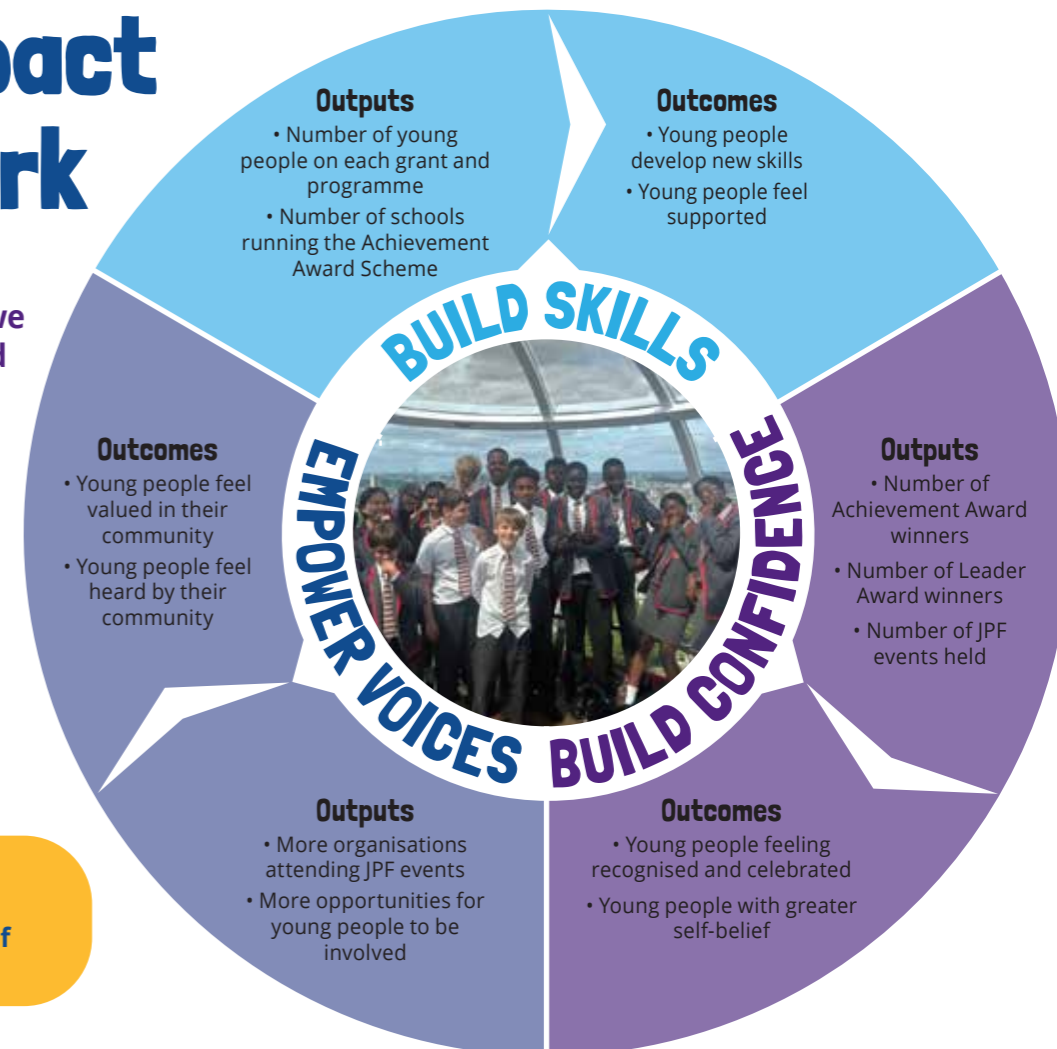 pact
rk
ve
d
f
Outputs
• Number of young
people on each grant and
programme
• Number of schools
running the Achievement
Award Scheme
Outcomes
• Young people
develop new skills
• Young people feel
supported
BUILD SKILLS
Outputs
• Number of
Achievement Award
winners
• Number of Leader
Award winners
• Number of JPF
events held
Outcomes
• Young people feeling
recognised and celebrated
• Young people with greater
self-belief
BUILD CONFIDENCE
Outputs
• More organisations
attending JPF events
• More opportunities for
young people to be
involved
Outcomes
• Young people feel
valued in their
community
• Young people feel
heard by their
community
EMPOWER VOICES